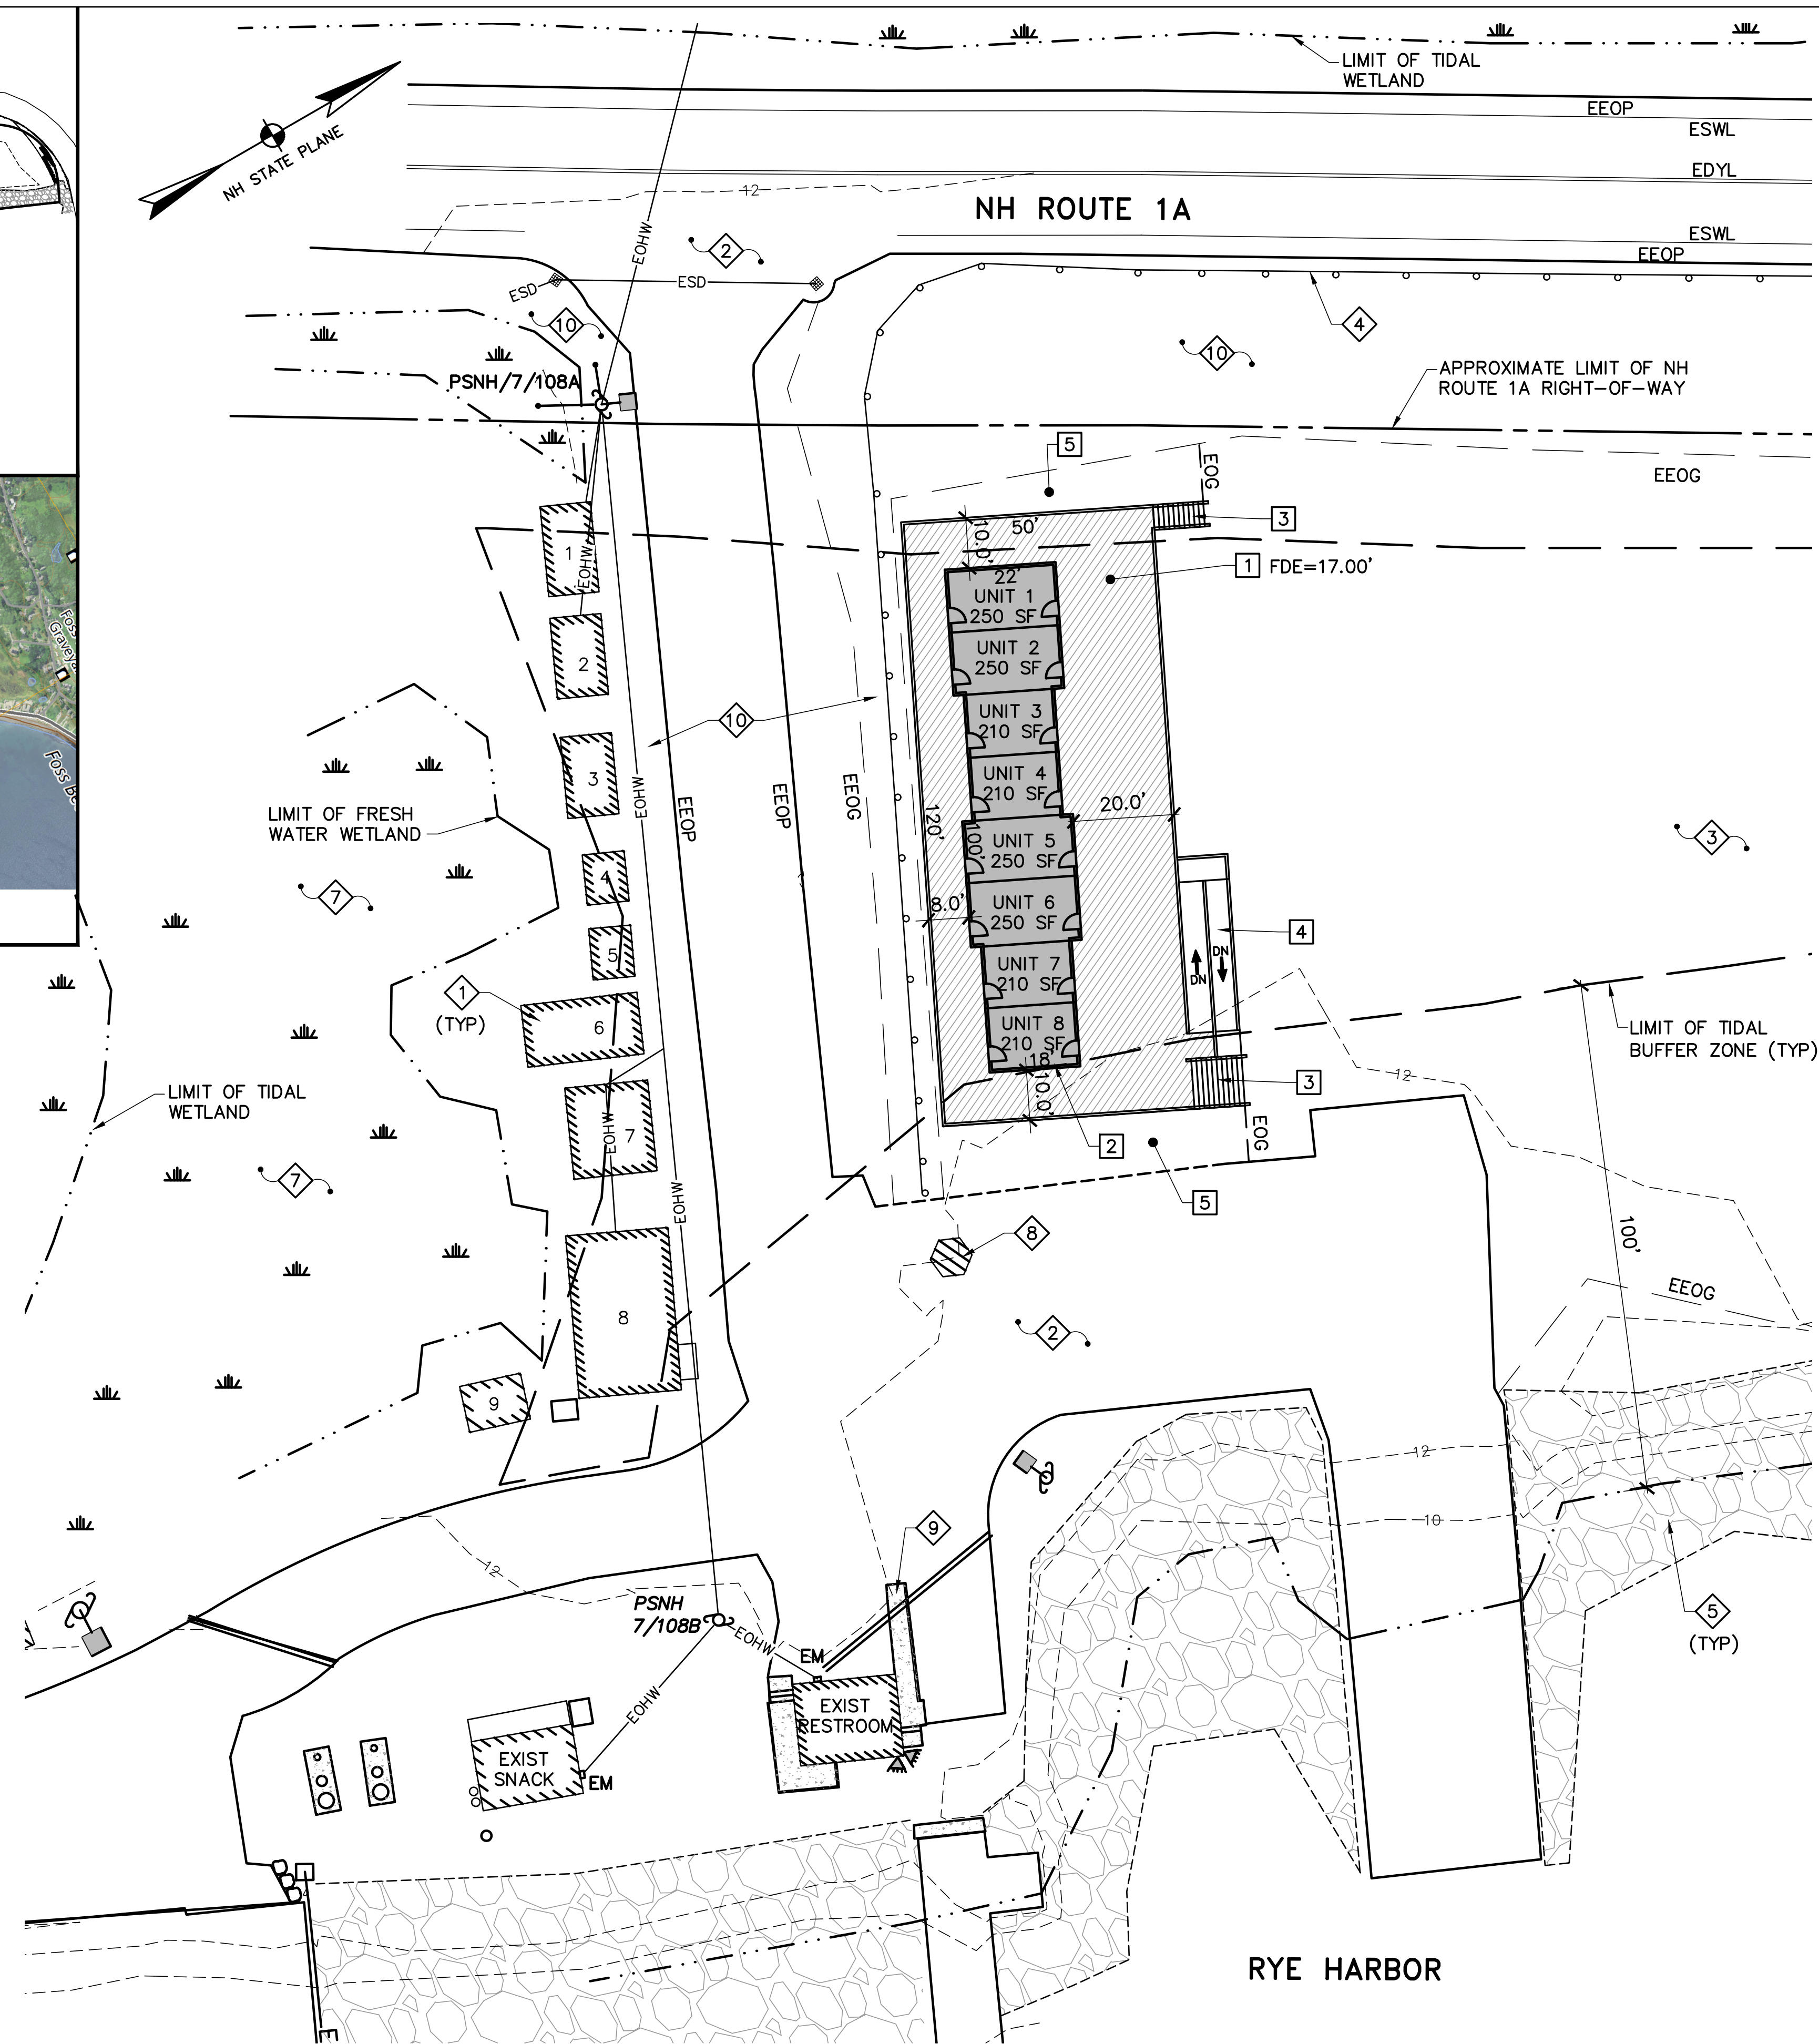 LIMIT OF TIDAL
WETLAND
EEOP
ESWL
EDYL
NH STATE PLANE
12
NH ROUTE 1A
ESWL
EEOP
EOHW
2
ESD
ESD
10
4
10
PSNH/7/108A
APPROXIMATE LIMIT OF NH
ROUTE 1A RIGHT-OF-WAY
5
EOG
EEOG
3
10.0'
50'
1
EOHW
1 FDE=17.00'
22'
UNIT 1
250 SF
2
UNIT 2
250 SF
Foss
Graveya
10
UNIT 3
210 SF
3
EOHW
EEOP
EEOP
EEOG
UNIT 4
210 SF
20.0'
Foss Be
LIMIT OF FRESH
WATER WETLAND
120'
100'
UNIT 5
250 SF
3
4
7
8.0'
UNIT 6
250 SF
4
5
DN
DN
UNIT 7
210 SF
1
(TYP)
6
UNIT 8
210 SF
18'
LIMIT OF TIDAL
BUFFER ZONE (TYP)
LIMIT OF TIDAL
WETLAND
3
12
10.0'
EOHW
7
2
EOG
7
EOHW
5
8
100'
EEOG
8
2
9
12
10
9
12
PSNH
7/108B
EOHW
5
(TYP)
EM
EOHW
EXIST
RESTROOM
EXIST
SNACK
EM
RYE HARBOR